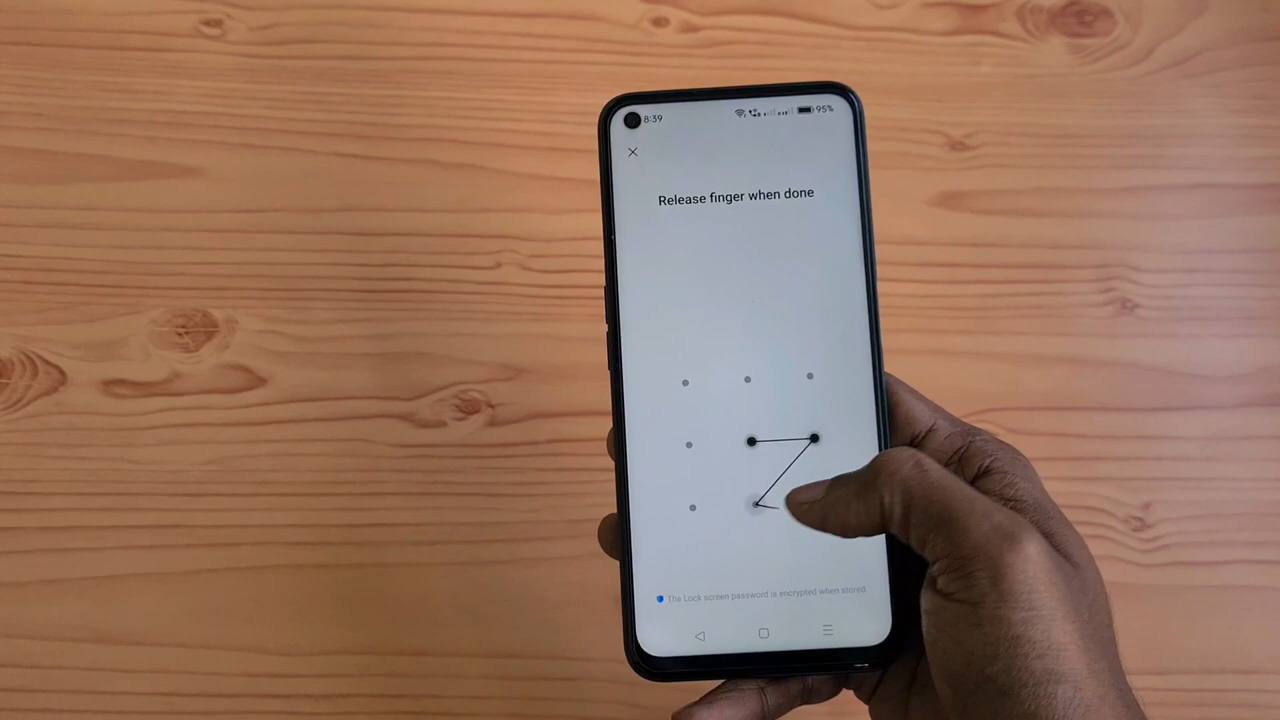 8:39 95%
Release finger when done
The Lock screen password is encrypted when stored